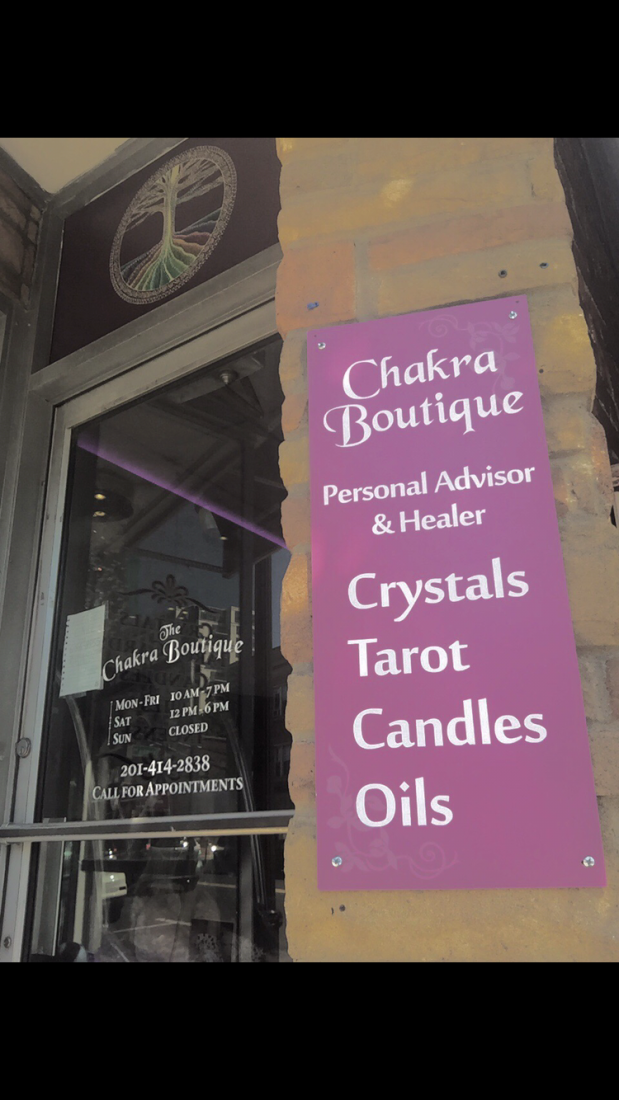 Chakra
Boutique
Personal Advisor
& Healer
Crystals
Tarot
Candles
Oils
The
Chakra Boutique
Mon-Fri 10 AM-7 PM
Sat 12 PM-6 PM
Sun Closed
201-414-2838
Call for Appointments